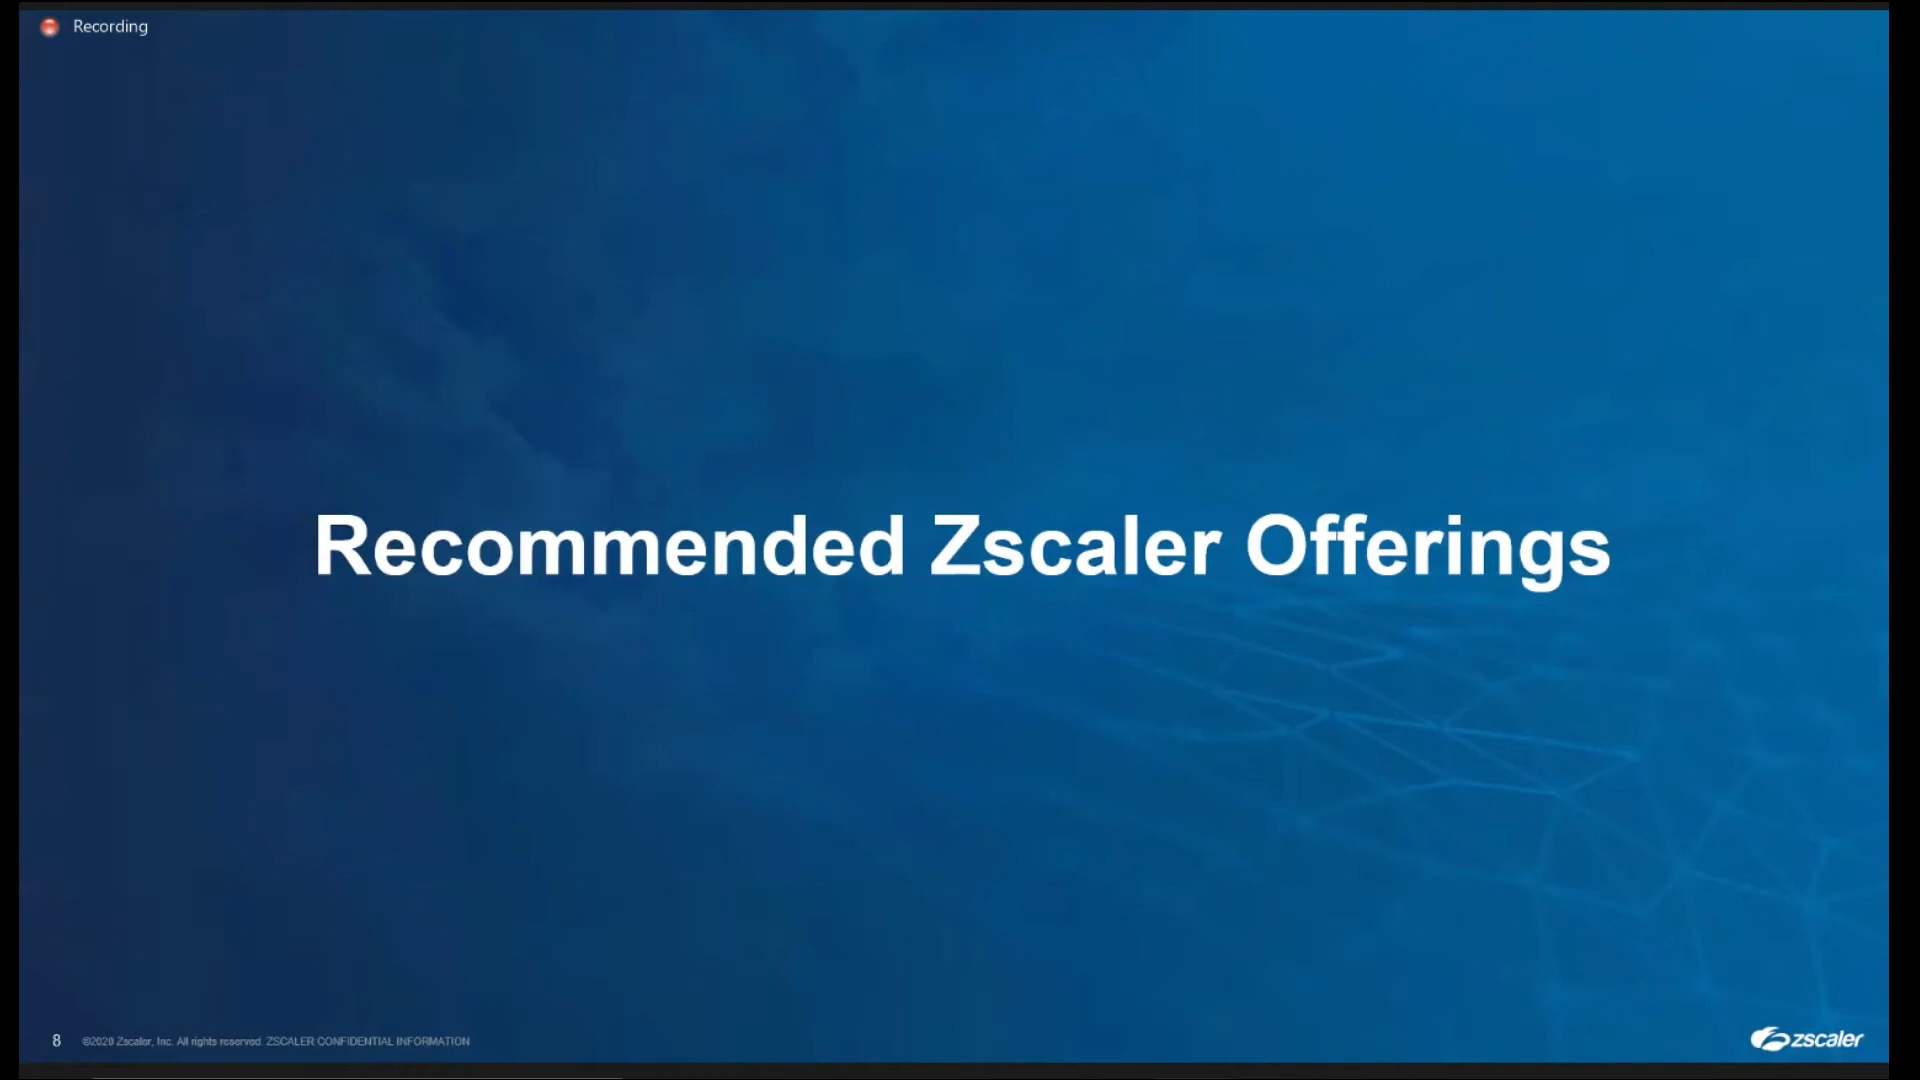 Recording
Recommended Zscaler Offerings
8 ©2020 Zscaler, Inc. All rights reserved. ZSCALER CONFIDENTIAL INFORMATION
zscaler